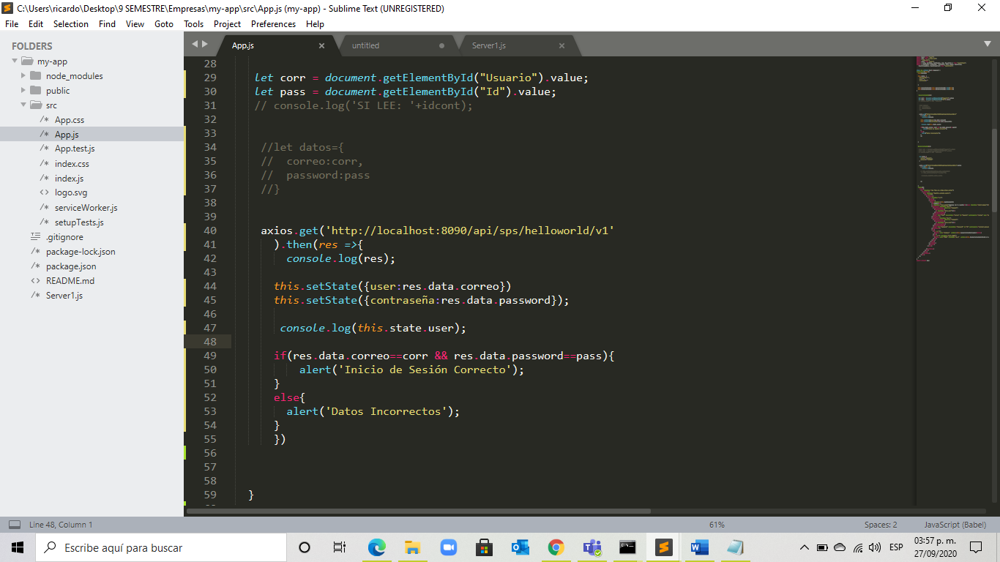 C:\Users\ricardo\Desktop\9 SEMESTRE\Empresas\my-app\src\App.js (my-app) - Sublime Text (UNREGISTERED)
File Edit Selection Find View Goto Tools Project Preferences Help
FOLDERS
my-app
node_modules
public
src
/* App.css
/* App.js
/* App.test.js
/* index.css
/* index.js
<> logo.svg
/* serviceWorker.js
/* setupTests.js
.gitignore
/* package-lock.json
/* package.json
<> README.md
/* Server1.js
App.js × untitled Server1.js ×
28
29 let corr = document.getElementById("Usuario").value;
30 let pass = document.getElementById("Id").value;
31 // console.log('SI LEE: '+idcont);
32
33
34 //let datos={
35 //  correo:corr,
36 //  password:pass
37 //}
38
39
40 axios.get('http://localhost:8090/api/sps/helloworld/v1'
41 ).then(res =>{
42 console.log(res);
43
44 this.setState({user:res.data.correo})
45 this.setState({contraseña:res.data.password});
46
47 console.log(this.state.user);
48
49 if(res.data.correo==corr && res.data.password==pass){
50 alert('Inicio de Sesión Correcto');
51 }
52 else{
53 alert('Datos Incorrectos');
54 }
55 })
56
57
58
59 }
Line 48, Column 1 61% Spaces: 2 JavaScript (Babel)
Escribe aquí para buscar
ESP
03:57 p. m.
27/09/2020